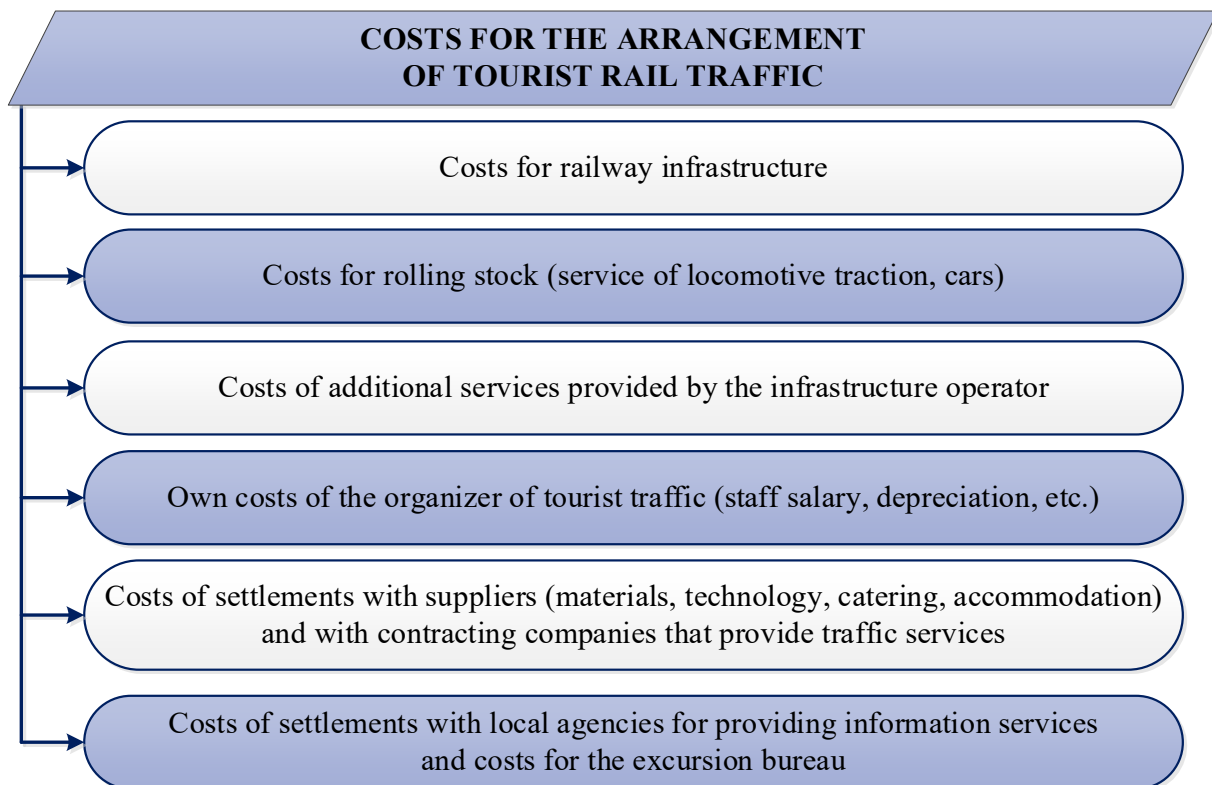 COSTS FOR THE ARRANGEMENT
OF TOURIST RAIL TRAFFIC
Costs for railway infrastructure
Costs for rolling stock (service of locomotive traction, cars)
Costs of additional services provided by the infrastructure operator
Own costs of the organizer of tourist traffic (staff salary, depreciation, etc.)
Costs of settlements with suppliers (materials, technology, catering, accommodation)
and with contracting companies that provide traffic services
Costs of settlements with local agencies for providing information services
and costs for the excursion bureau